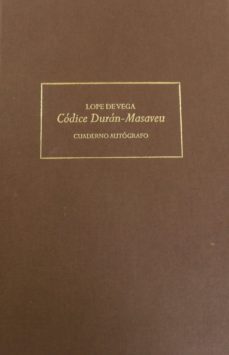 LOPE DE VEGA
Códice Durán-Masaveu
CUADERNO AUTÓGRAFO